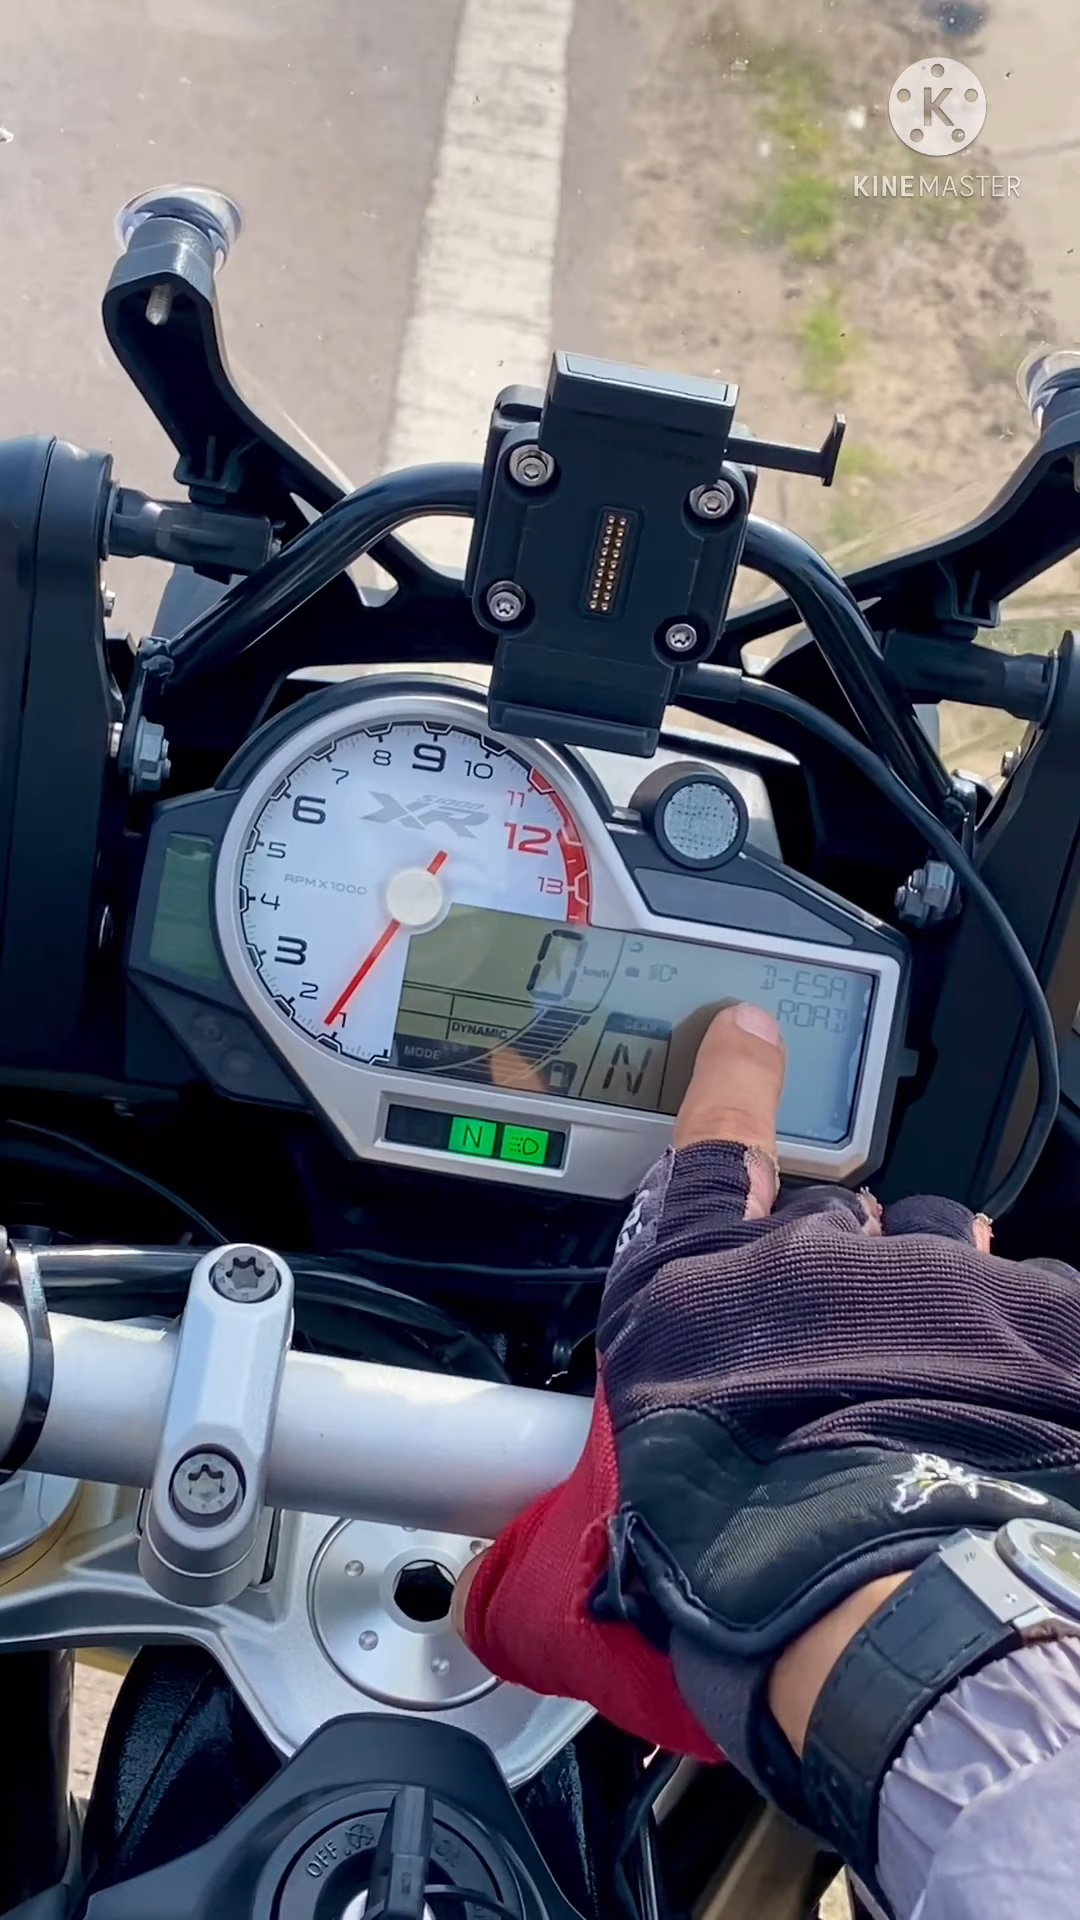 KINEMASTER
7
8
9
10
6
S1000
XR
11
12
5
RPM X 1000
13
4
3
2
1
0
km/h
D-ESA
ROAD
DYNAMIC
GEAR
MODE
N
N
OFF